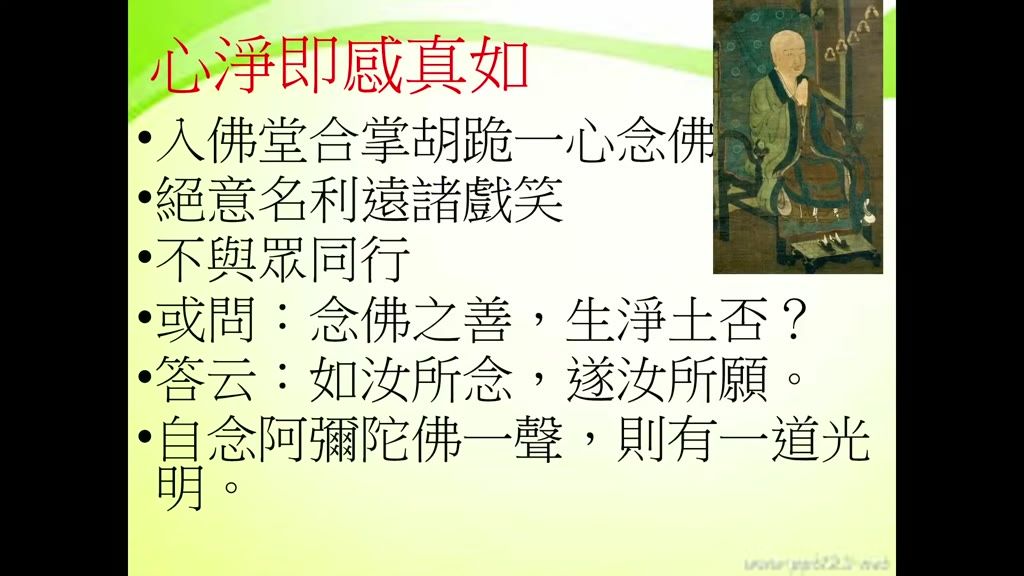 心淨即感真如
•入佛堂合掌胡跪一心念佛
•絕意名利遠諸戲笑
•不與眾同行
•或問：念佛之善，生淨土否？
•答云：如汝所念，遂汝所願。
•自念阿彌陀佛一聲，則有一道光
明。